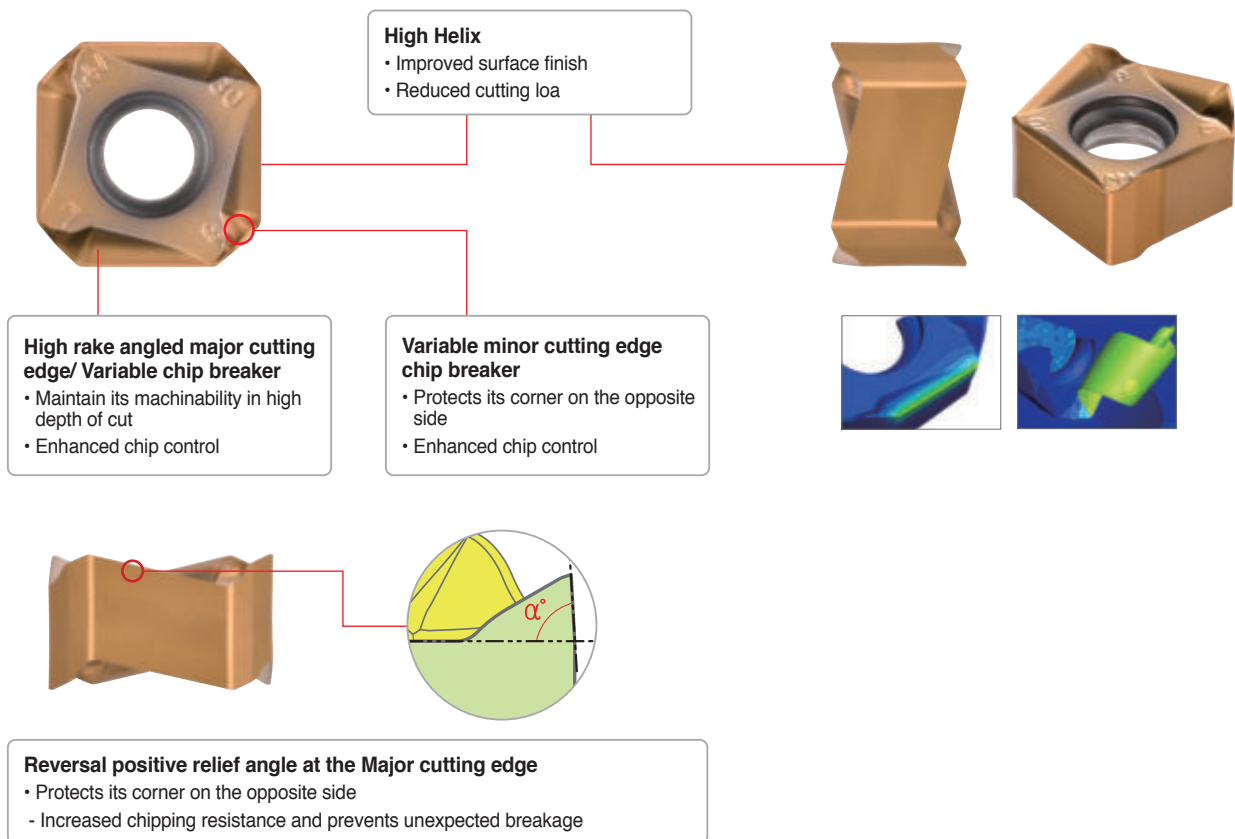 High Helix
• Improved surface finish
• Reduced cutting loa
High rake angled major cutting
edge/ Variable chip breaker
• Maintain its machinability in high
depth of cut
• Enhanced chip control
Variable minor cutting edge
chip breaker
• Protects its corner on the opposite
side
• Enhanced chip control
α°
Reversal positive relief angle at the Major cutting edge
• Protects its corner on the opposite side
- Increased chipping resistance and prevents unexpected breakage